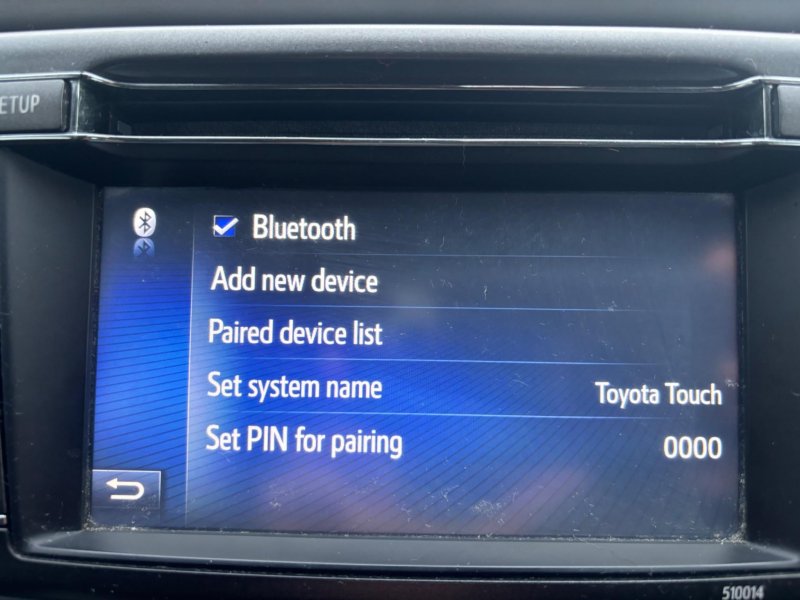 ETUP
Bluetooth
Add new device
Paired device list
Set system name Toyota Touch
Set PIN for pairing 0000
510014